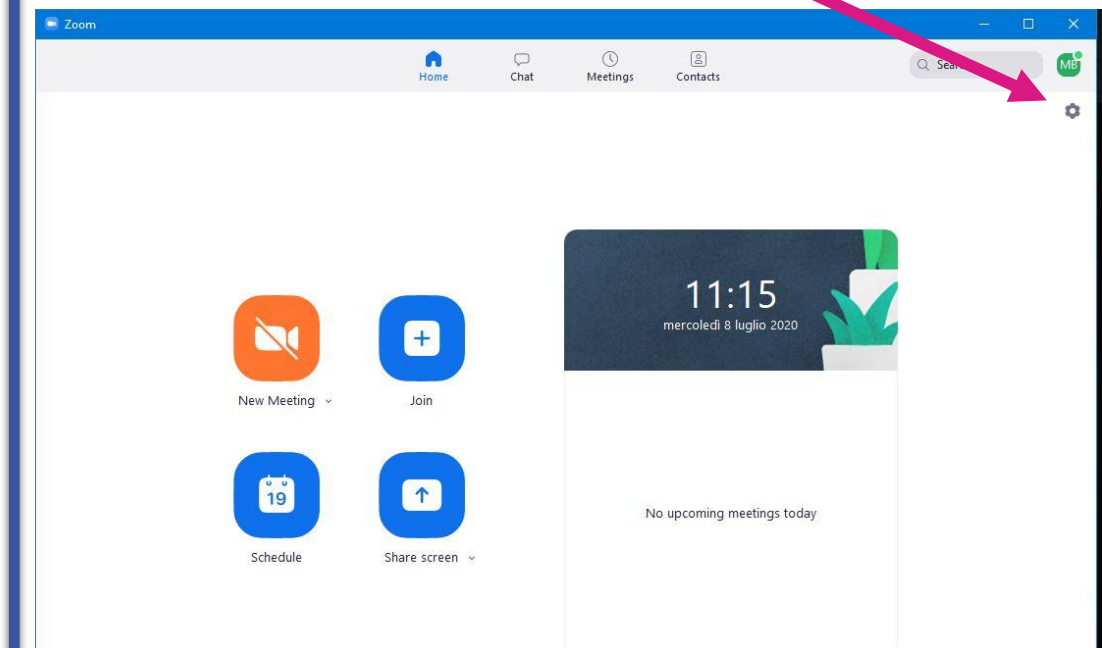 Zoom
Home Chat Meetings Contacts
MB
11:15
mercoledì 8 luglio 2020
New Meeting Join
19
Schedule Share screen
No upcoming meetings today